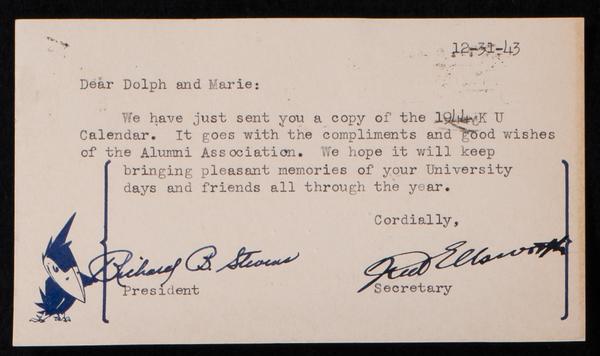 12-31-43
Dear Dolph and Marie:
We have just sent you a copy of the 1944 K U
Calendar. It goes with the compliments and good wishes
of the Alumni Association. We hope it will keep
bringing pleasant memories of your University
days and friends all through the year.
Cordially,
Richard B. Stevens
Fred Ellsworth
President
Secretary